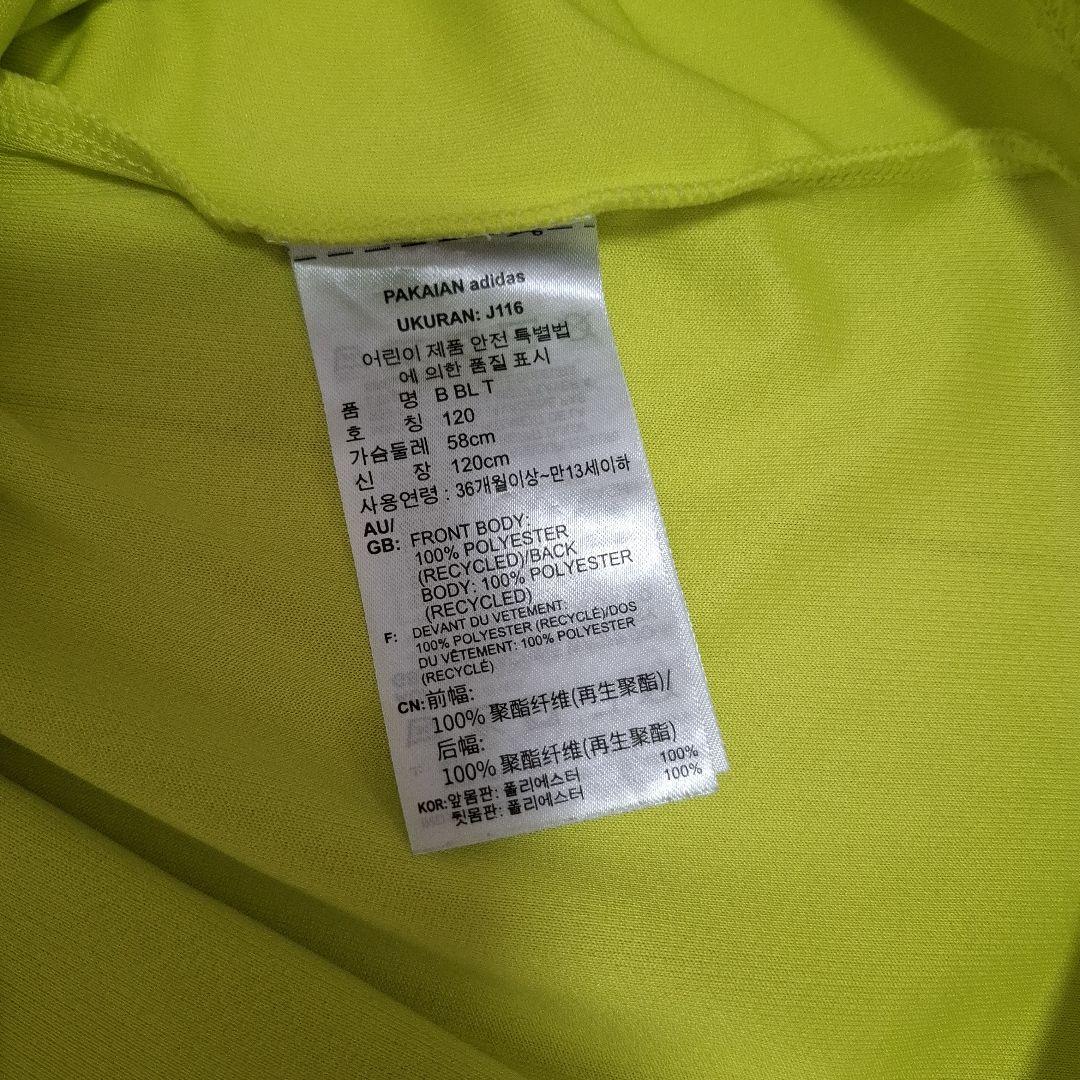 PAKAIAN adidas
UKURAN: J116
어린이 제품 안전 특별법
에 의한 품질 표시
품 명 B BL T
호 칭 120
가슴둘레 58cm
신 장 120cm
사용연령 : 36개월이상~만13세이하
AU/
GB: FRONT BODY:
100% POLYESTER
(RECYCLED)/BACK
BODY: 100% POLYESTER
(RECYCLED)
F: DEVANT DU VETEMENT:
100% POLYESTER (RECYCLÉ)/DOS
DU VÊTEMENT: 100% POLYESTER
(RECYCLÉ)
CN: 前幅:
100% 聚酯纤维(再生聚酯)/
后幅:
100% 聚酯纤维(再生聚酯)
KOR: 앞몸판: 폴리에스터 100%
뒷몸판: 폴리에스터 100%